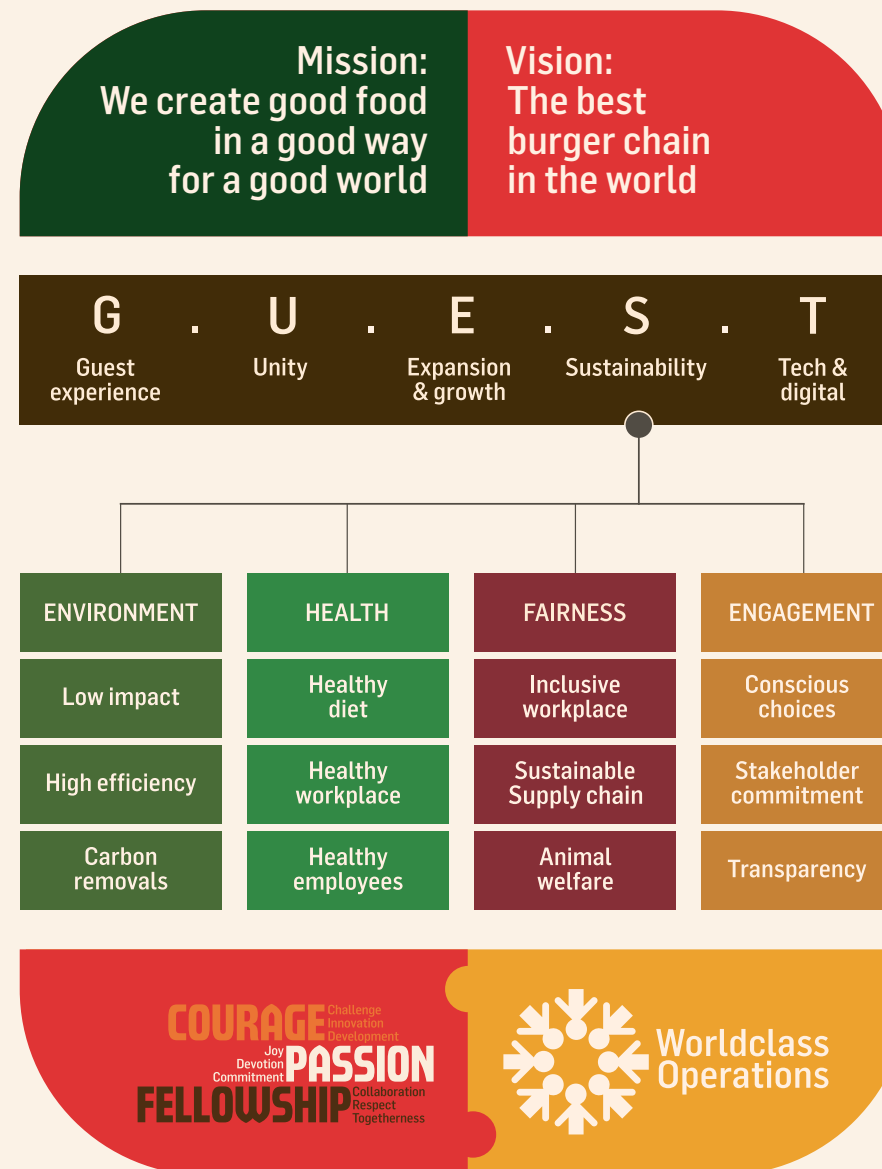 Mission:
We create good food
in a good way
for a good world
Vision:
The best
burger chain
in the world
G . U . E . S . T
Guest
experience
Unity
Expansion
& growth
Sustainability
Tech &
digital
ENVIRONMENT
Low impact
High efficiency
Carbon
removals
HEALTH
Healthy
diet
Healthy
workplace
Healthy
employees
FAIRNESS
Inclusive
workplace
Sustainable
Supply chain
Animal
welfare
ENGAGEMENT
Conscious
choices
Stakeholder
commitment
Transparency
COURAGE
Challenge
Innovation
Development
Joy
Devotion
Commitment
PASSION
FELLOWSHIP
Collaboration
Respect
Togetherness
Worldclass
Operations